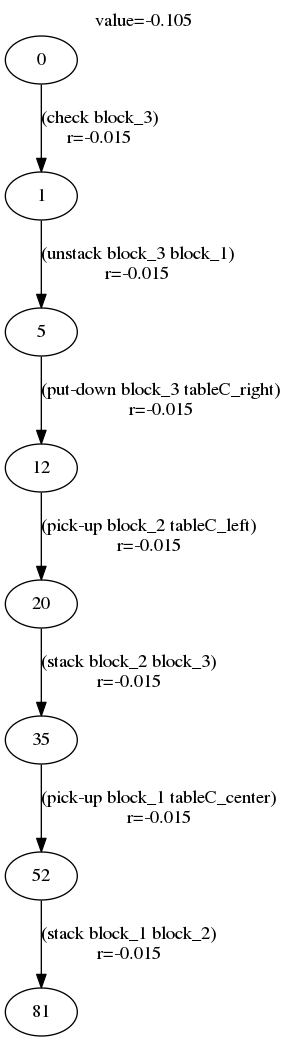 value=-0.105
0
(check block_3)
r=-0.015
1
(unstack block_3 block_1)
r=-0.015
5
(put-down block_3 tableC_right)
r=-0.015
12
(pick-up block_2 tableC_left)
r=-0.015
20
(stack block_2 block_3)
r=-0.015
35
(pick-up block_1 tableC_center)
r=-0.015
52
(stack block_1 block_2)
r=-0.015
81